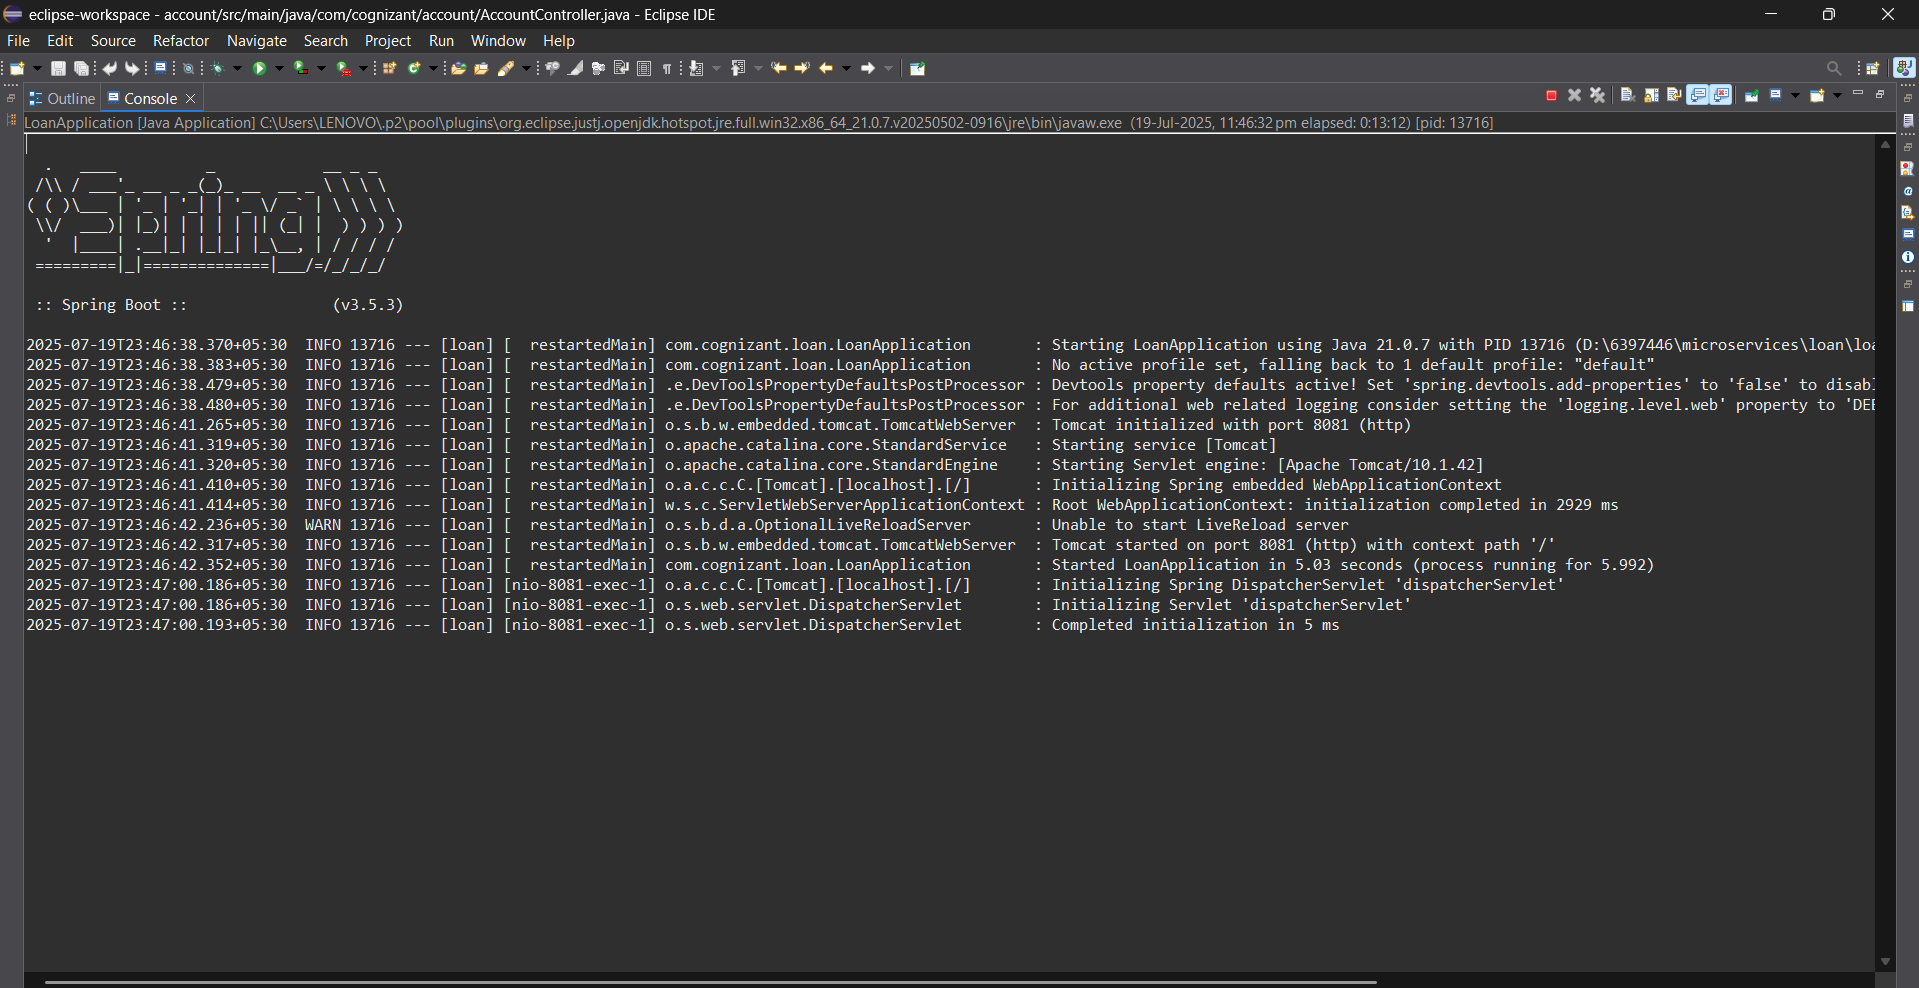 eclipse-workspace - account/src/main/java/com/cognizant/account/AccountController.java - Eclipse IDE
File Edit Source Refactor Navigate Search Project Run Window Help
Outline Console
LoanApplication [Java Application] C:\Users\LENOVO\.p2\pool\plugins\org.eclipse.justj.openjdk.hotspot.jre.full.win32.x86_64_21.0.7.v20250502-0916\jre\bin\javaw.exe (19-Jul-2025, 11:46:32 pm elapsed: 0:13:12) [pid: 13716]
  .   ____          _            __ _ _
 /\\ / ___'_ __ _ _(_)_ __  __ _ \ \ \ \
( ( )\___ | '_ | '_| | '_ \/ _` | \ \ \ \
 \\/  ___)| |_)| | | | | || (_| |  ) ) ) )
  '  |____| .__|_| |_|_| |_\__, | / / / /
 =========|_|==============|___/=/_/_/_/
 :: Spring Boot ::                (v3.5.3)
2025-07-19T23:46:38.370+05:30  INFO 13716 --- [loan] [  restartedMain] com.cognizant.loan.LoanApplication       : Starting LoanApplication using Java 21.0.7 with PID 13716 (D:\6397446\microservices\loan\loa
2025-07-19T23:46:38.383+05:30  INFO 13716 --- [loan] [  restartedMain] com.cognizant.loan.LoanApplication       : No active profile set, falling back to 1 default profile: "default"
2025-07-19T23:46:38.479+05:30  INFO 13716 --- [loan] [  restartedMain] .e.DevToolsPropertyDefaultsPostProcessor : Devtools property defaults active! Set 'spring.devtools.add-properties' to 'false' to disabl
2025-07-19T23:46:38.480+05:30  INFO 13716 --- [loan] [  restartedMain] .e.DevToolsPropertyDefaultsPostProcessor : For additional web related logging consider setting the 'logging.level.web' property to 'DEB
2025-07-19T23:46:41.265+05:30  INFO 13716 --- [loan] [  restartedMain] o.s.b.w.embedded.tomcat.TomcatWebServer  : Tomcat initialized with port 8081 (http)
2025-07-19T23:46:41.319+05:30  INFO 13716 --- [loan] [  restartedMain] o.apache.catalina.core.StandardService   : Starting service [Tomcat]
2025-07-19T23:46:41.320+05:30  INFO 13716 --- [loan] [  restartedMain] o.apache.catalina.core.StandardEngine    : Starting Servlet engine: [Apache Tomcat/10.1.42]
2025-07-19T23:46:41.410+05:30  INFO 13716 --- [loan] [  restartedMain] o.a.c.c.C.[Tomcat].[localhost].[/]       : Initializing Spring embedded WebApplicationContext
2025-07-19T23:46:41.414+05:30  INFO 13716 --- [loan] [  restartedMain] w.s.c.ServletWebServerApplicationContext : Root WebApplicationContext: initialization completed in 2929 ms
2025-07-19T23:46:42.236+05:30  WARN 13716 --- [loan] [  restartedMain] o.s.b.d.a.OptionalLiveReloadServer       : Unable to start LiveReload server
2025-07-19T23:46:42.317+05:30  INFO 13716 --- [loan] [  restartedMain] o.s.b.w.embedded.tomcat.TomcatWebServer  : Tomcat started on port 8081 (http) with context path '/'
2025-07-19T23:46:42.352+05:30  INFO 13716 --- [loan] [  restartedMain] com.cognizant.loan.LoanApplication       : Started LoanApplication in 5.03 seconds (process running for 5.992)
2025-07-19T23:47:00.186+05:30  INFO 13716 --- [loan] [nio-8081-exec-1] o.a.c.c.C.[Tomcat].[localhost].[/]       : Initializing Spring DispatcherServlet 'dispatcherServlet'
2025-07-19T23:47:00.186+05:30  INFO 13716 --- [loan] [nio-8081-exec-1] o.s.web.servlet.DispatcherServlet        : Initializing Servlet 'dispatcherServlet'
2025-07-19T23:47:00.193+05:30  INFO 13716 --- [loan] [nio-8081-exec-1] o.s.web.servlet.DispatcherServlet        : Completed initialization in 5 ms